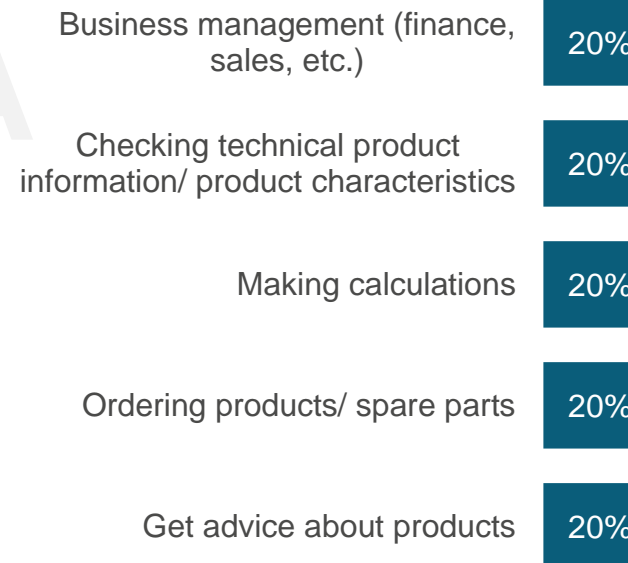 Business management (finance,
sales, etc.)
20%
Checking technical product
information/ product characteristics
20%
Making calculations
20%
Ordering products/ spare parts
20%
Get advice about products
20%